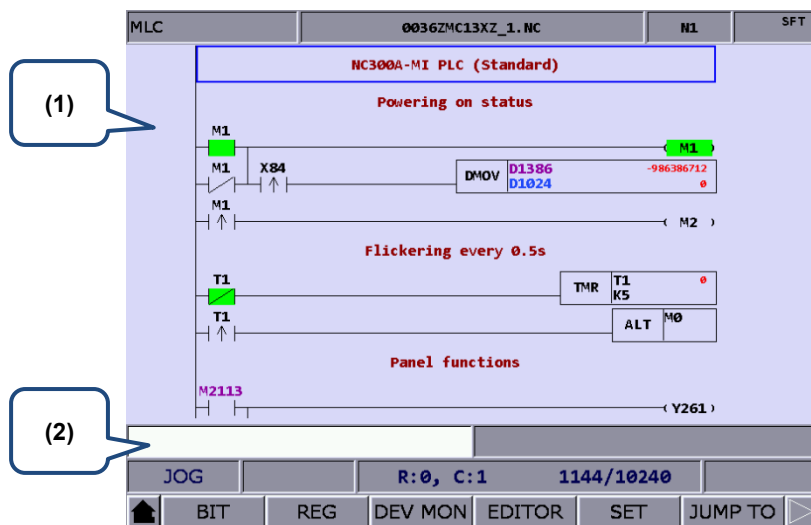 MLC 0036ZMC13XZ_1.NC N1 SFT
NC300A-MI PLC (Standard)
(1)
Powering on status
M1
M1
M1 X84
DMOV D1386 -986386712
D1024 0
M1
M2
Flickering every 0.5s
T1
TMR T1 0
K5
T1
ALT M0
Panel functions
M2113
Y261
(2)
JOG R:0, C:1 1144/10240
BIT REG DEV MON EDITOR SET JUMP TO